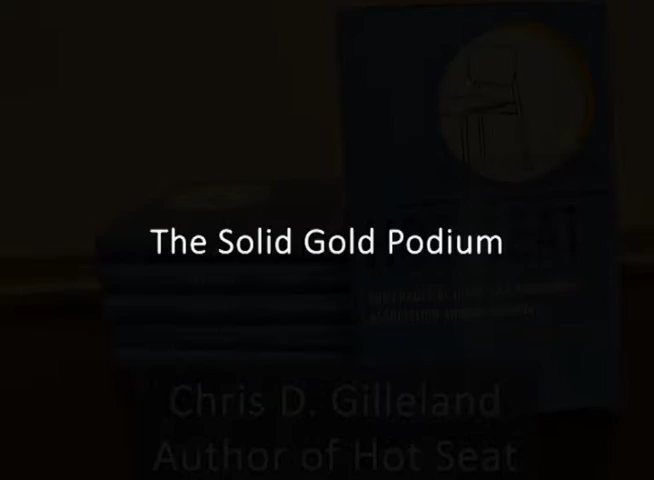 The Solid Gold Podium
Chris D. Gilleland
Author of Hot Seat